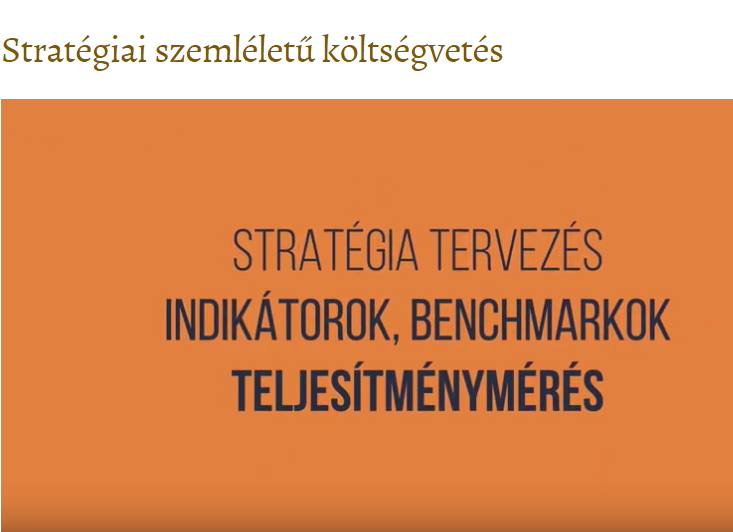 Stratégiai szemléletű költségvetés
STRATÉGIA TERVEZÉS
INDIKÁTOROK, BENCHMARKOK
TELJESÍTMÉNYMÉRÉS